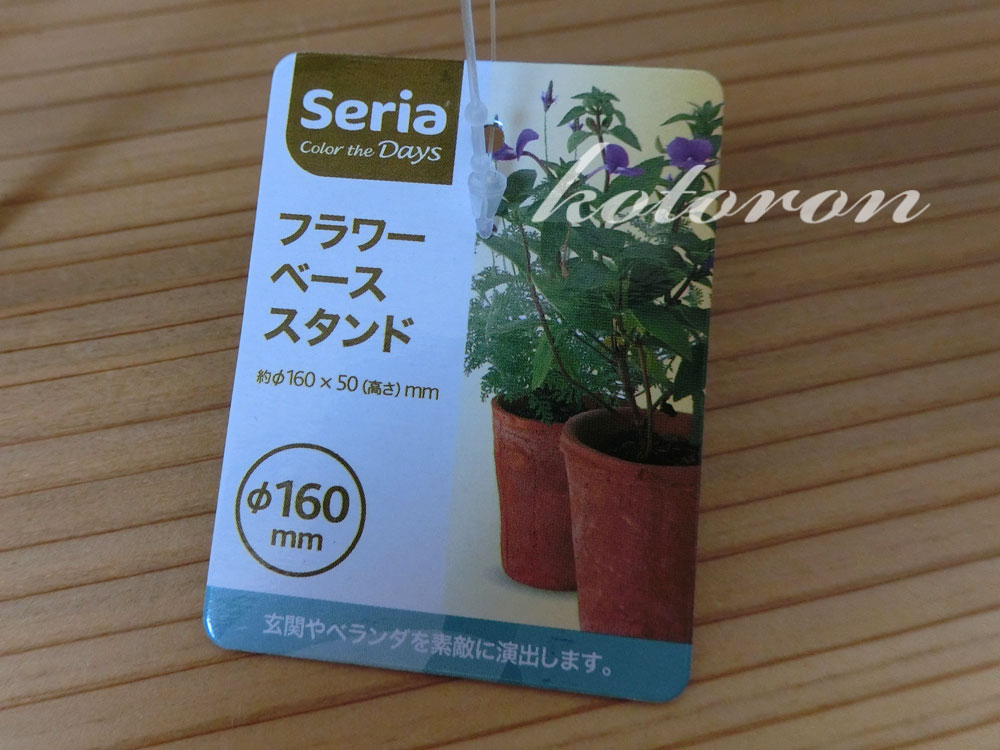 Seria
Color the Days
kotoron
フラワー
ベース
スタンド
約φ160×50(高さ)mm
φ160
mm
玄関やベランダを素敵に演出します。